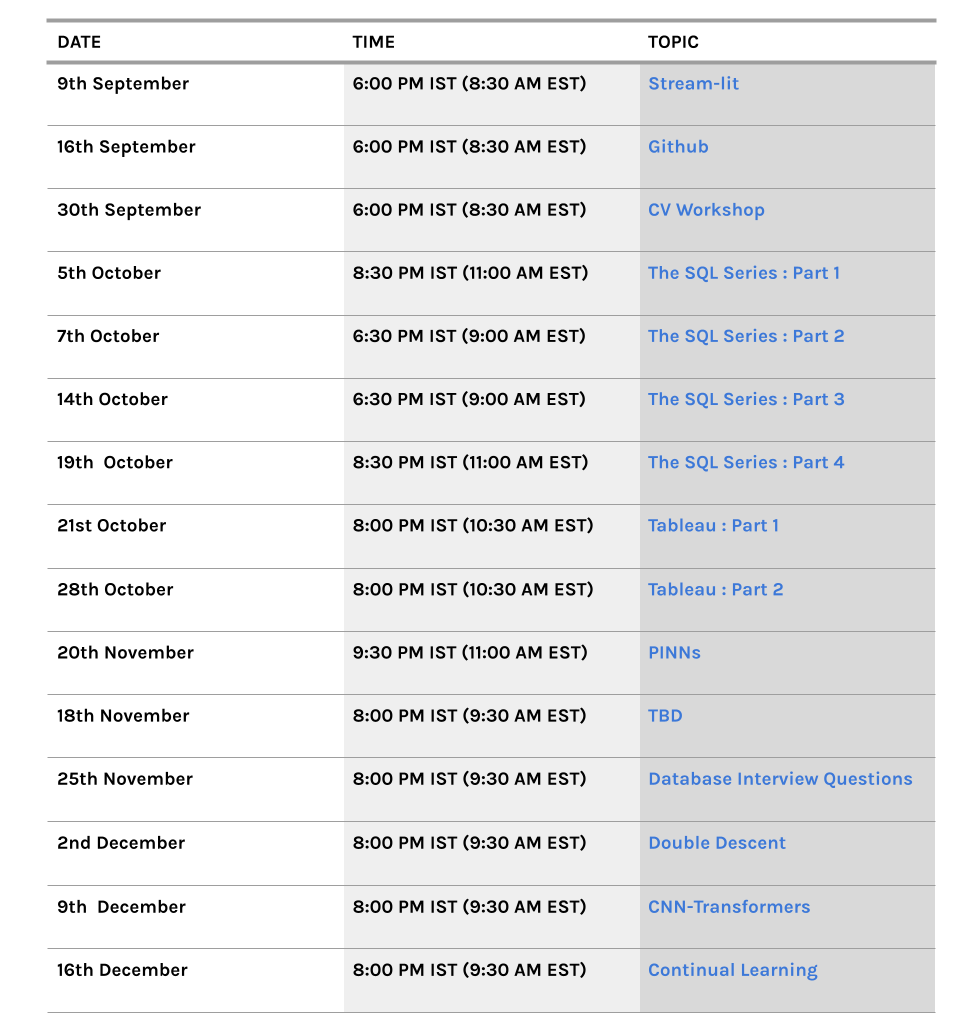 DATE TIME TOPIC
9th September 6:00 PM IST (8:30 AM EST) Stream-lit
16th September 6:00 PM IST (8:30 AM EST) Github
30th September 6:00 PM IST (8:30 AM EST) CV Workshop
5th October 8:30 PM IST (11:00 AM EST) The SQL Series : Part 1
7th October 6:30 PM IST (9:00 AM EST) The SQL Series : Part 2
14th October 6:30 PM IST (9:00 AM EST) The SQL Series : Part 3
19th  October 8:30 PM IST (11:00 AM EST) The SQL Series : Part 4
21st October 8:00 PM IST (10:30 AM EST) Tableau : Part 1
28th October 8:00 PM IST (10:30 AM EST) Tableau : Part 2
20th November 9:30 PM IST (11:00 AM EST) PINNs
18th November 8:00 PM IST (9:30 AM EST) TBD
25th November 8:00 PM IST (9:30 AM EST) Database Interview Questions
2nd December 8:00 PM IST (9:30 AM EST) Double Descent
9th  December 8:00 PM IST (9:30 AM EST) CNN-Transformers
16th December 8:00 PM IST (9:30 AM EST) Continual Learning